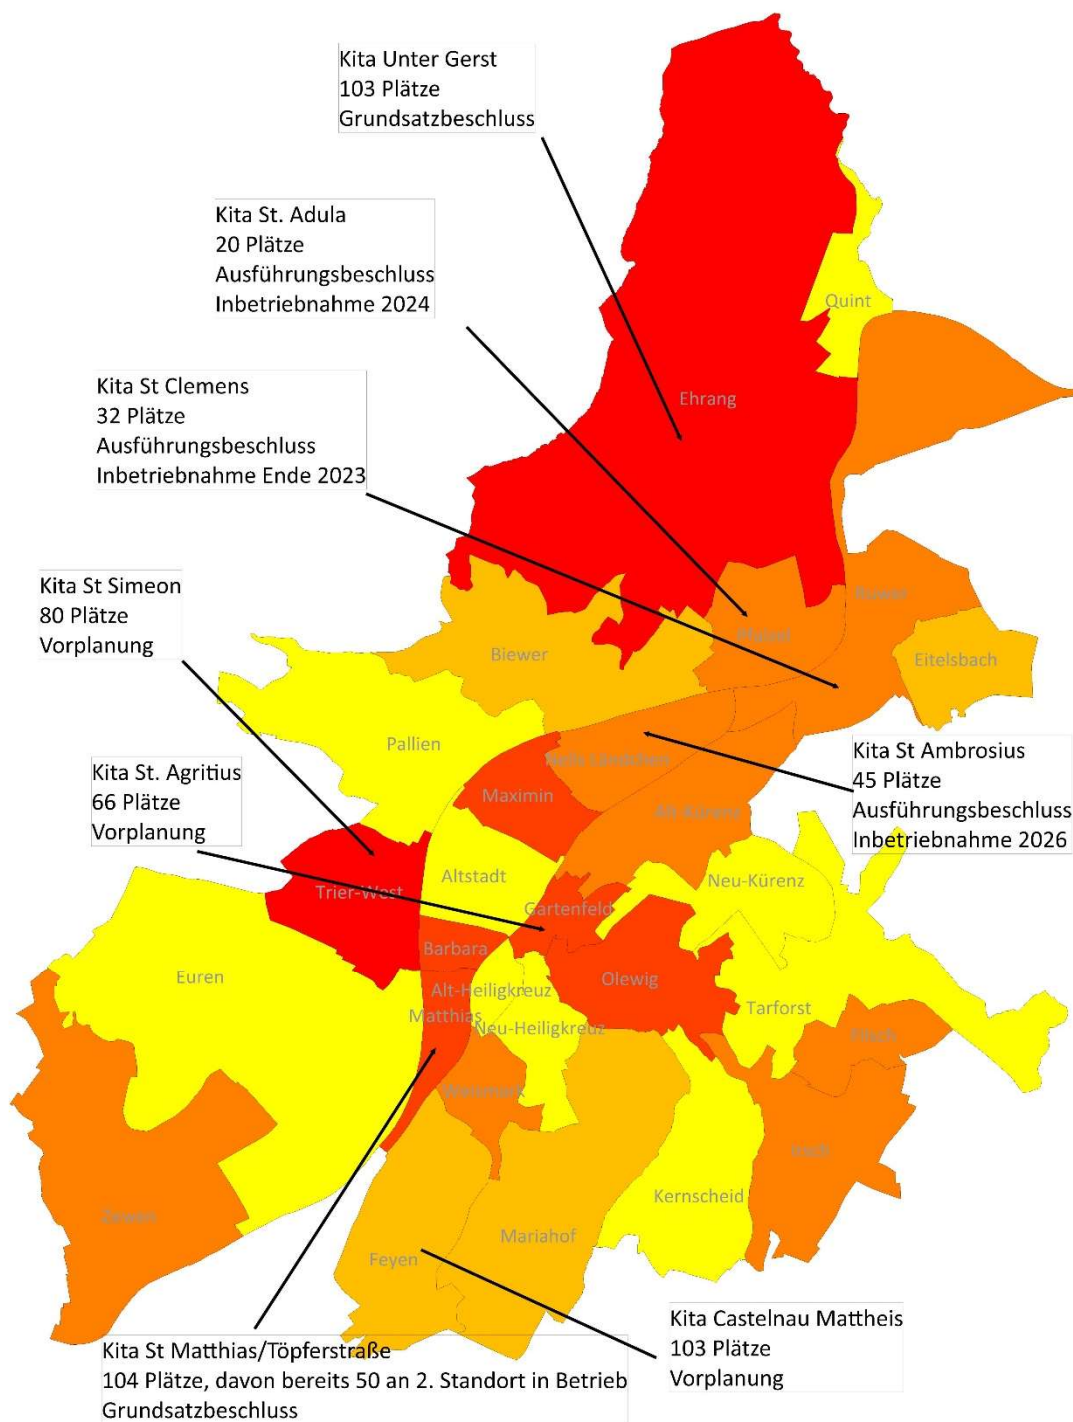 Kita Unter Gerst
103 Plätze
Grundsatzbeschluss
Kita St. Adula
20 Plätze
Ausführungsbeschluss
Inbetriebnahme 2024
Quint
Kita St Clemens
32 Plätze
Ausführungsbeschluss
Inbetriebnahme Ende 2023
Ehrang
Kita St Simeon
80 Plätze
Vorplanung
Ruwer
Pfalzel
Biewer
Eitelsbach
Pallien
Nells Ländchen
Kita St Ambrosius
45 Plätze
Ausführungsbeschluss
Inbetriebnahme 2026
Kita St. Agritius
66 Plätze
Vorplanung
Maximin
Alt-Kürenz
Altstadt
Neu-Kürenz
Trier-West
Gartenfeld
Barbara
Euren
Olewig
Alt-Heiligkreuz
Matthias
Neu-Heiligkreuz
Tarforst
Filsch
Weismark
Irsch
Kernscheid
Zewen
Mariahof
Feyen
Kita Castelnau Mattheis
103 Plätze
Vorplanung
Kita St Matthias/Töpferstraße
104 Plätze, davon bereits 50 an 2. Standort in Betrieb
Grundsatzbeschluss